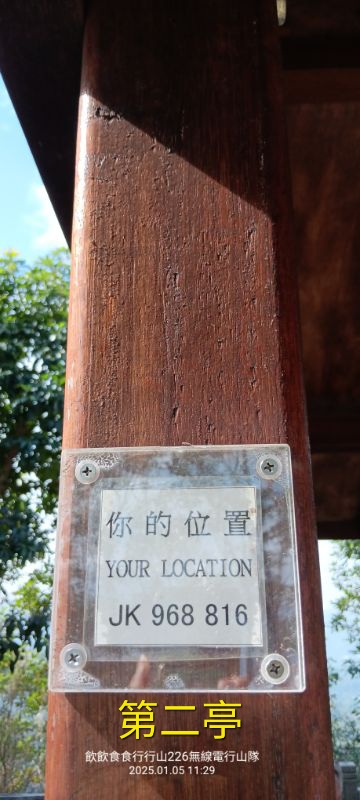 你的位置
YOUR LOCATION
JK 968 816
第二亭
飲飲食食行行山226無線電行山隊
2025.01.05 11:29